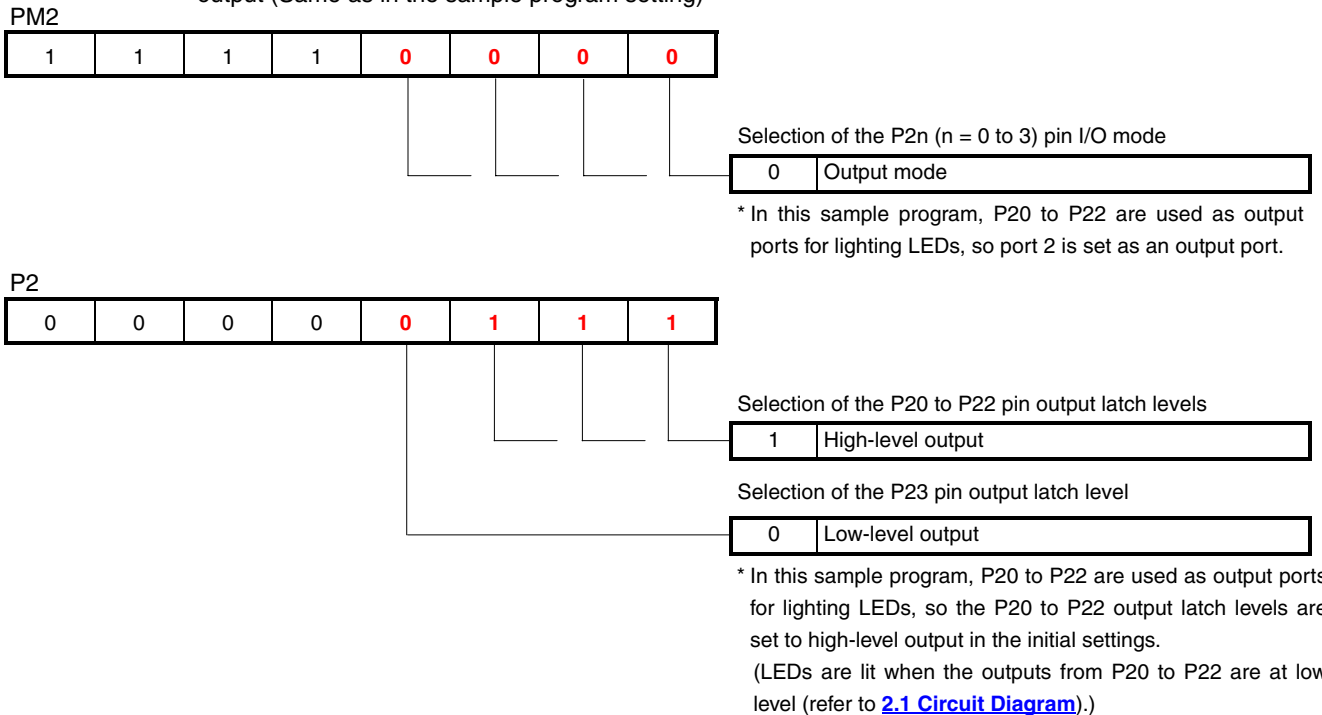 output (Same as in the sample program setting)
PM2
1 1 1 1 0 0 0 0
Selection of the P2n (n = 0 to 3) pin I/O mode
0 Output mode
* In this sample program, P20 to P22 are used as output
ports for lighting LEDs, so port 2 is set as an output port.
P2
0 0 0 0 0 1 1 1
Selection of the P20 to P22 pin output latch levels
1 High-level output
Selection of the P23 pin output latch level
0 Low-level output
* In this sample program, P20 to P22 are used as output ports
for lighting LEDs, so the P20 to P22 output latch levels are
set to high-level output in the initial settings.
(LEDs are lit when the outputs from P20 to P22 are at low
level (refer to 2.1 Circuit Diagram).)